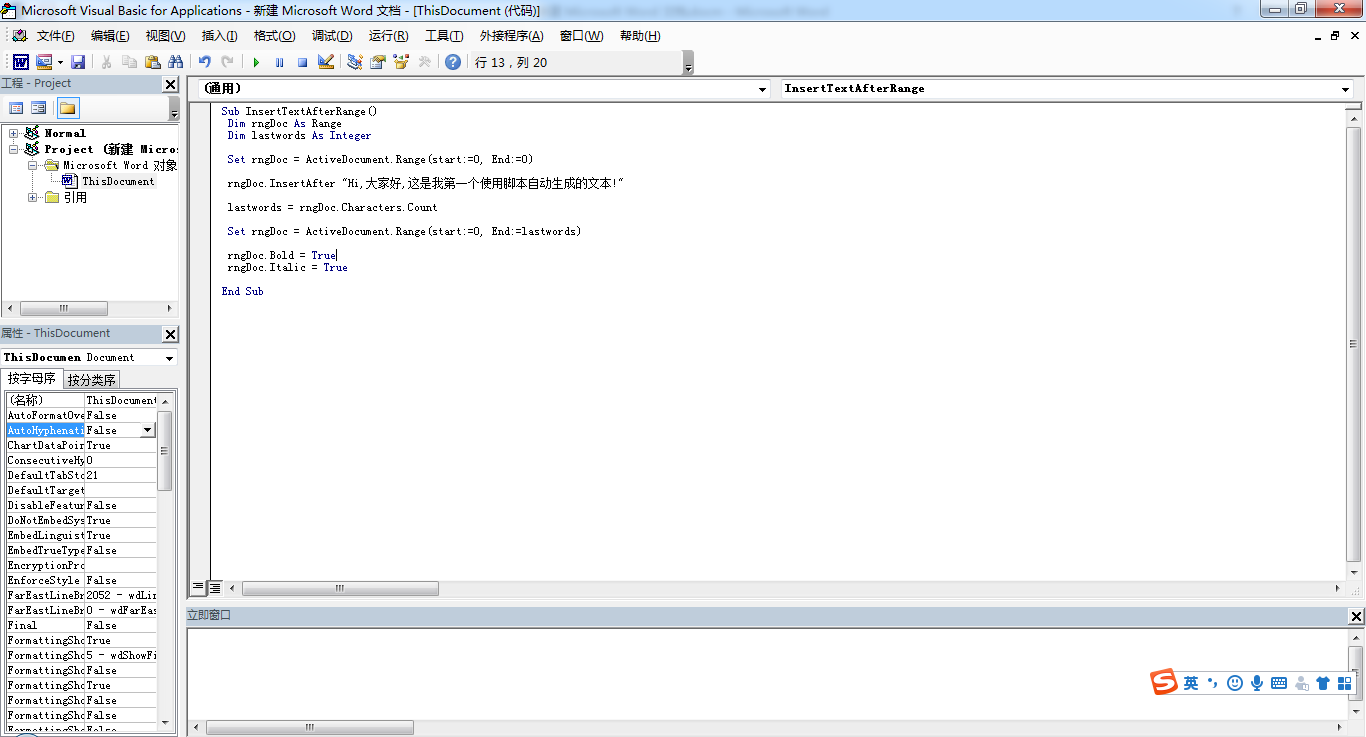 Microsoft Visual Basic for Applications - 新建 Microsoft Word 文档 - [ThisDocument (代码)]
文件(F) 编辑(E) 视图(V) 插入(I) 格式(O) 调试(D) 运行(R) 工具(T) 外接程序(A) 窗口(W) 帮助(H)
行 13 , 列 20
工程 - Project
Normal
Project (新建 Micros
Microsoft Word 对象
ThisDocument
引用
(通用)
InsertTextAfterRange
Sub InsertTextAfterRange()
Dim rngDoc As Range
Dim lastwords As Integer
Set rngDoc = ActiveDocument.Range(start:=0, End:=0)
rngDoc.InsertAfter "Hi,大家好,这是我第一个使用脚本自动生成的文本!"
lastwords = rngDoc.Characters.Count
Set rngDoc = ActiveDocument.Range(start:=0, End:=lastwords)
rngDoc.Bold = True
rngDoc.Italic = True
End Sub
属性 - ThisDocument
ThisDocumen Document
按字母序 按分类序
(名称) ThisDocument
AutoFormatOve False
AutoHyphenati False
ChartDataPoin True
ConsecutiveHy 0
DefaultTabSto 21
DefaultTarget
DisableFeatur False
DoNotEmbedSys True
EmbedLinguist True
EmbedTrueType False
EncryptionPro
EnforceStyle False
FarEastLineBr 2052 - wdLin
FarEastLineBr 0 - wdFarEas
Final False
FormattingSho True
FormattingSho 5 - wdShowFi
FormattingSho False
FormattingSho True
FormattingSho False
FormattingSho False
FormattingSho False
立即窗口
英